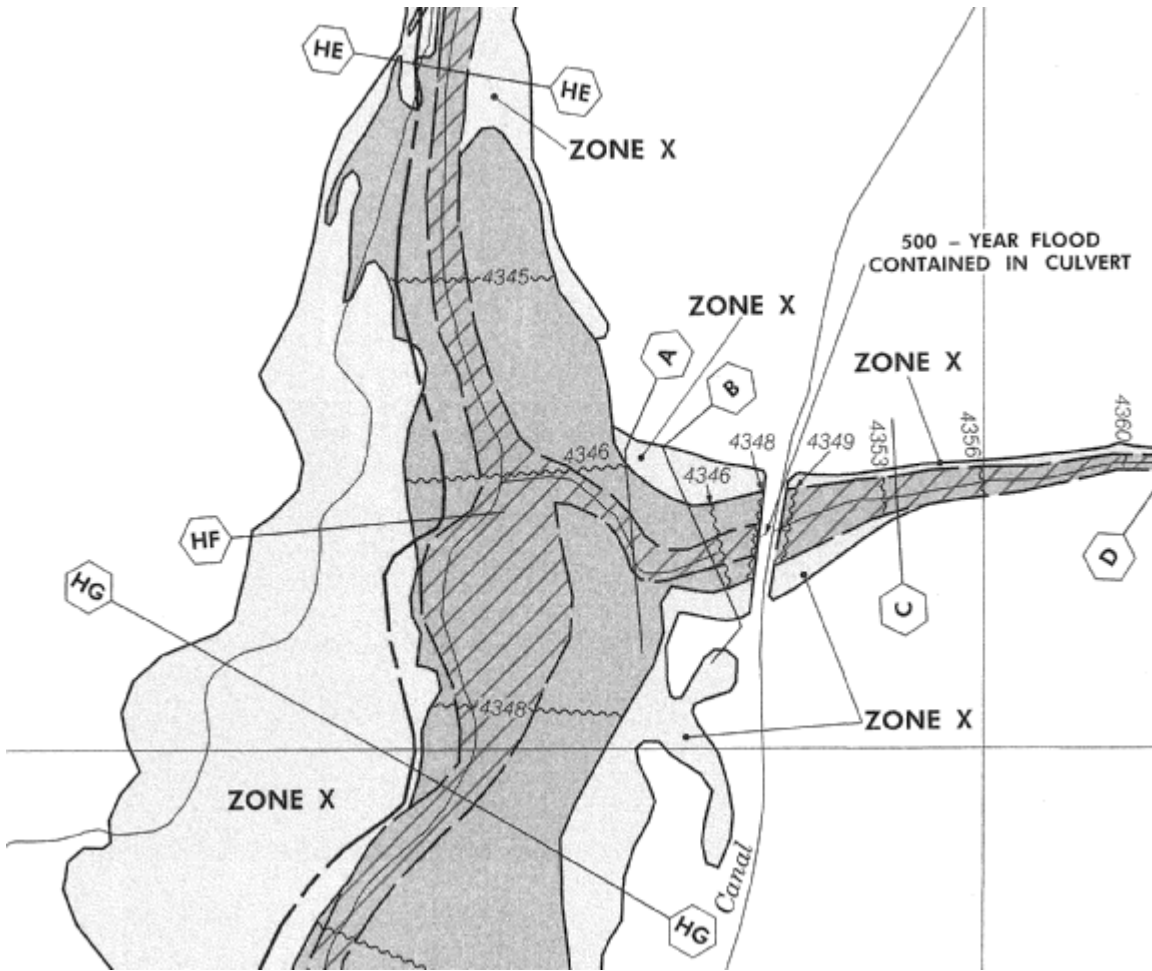 HE
HE
ZONE X
500 – YEAR FLOOD
CONTAINED IN CULVERT
4345
ZONE X
A
B
ZONE X
4360
4356
4353
4349
4348
4346
4346
HF
HG
D
C
4348
ZONE X
ZONE X
Canal
HG